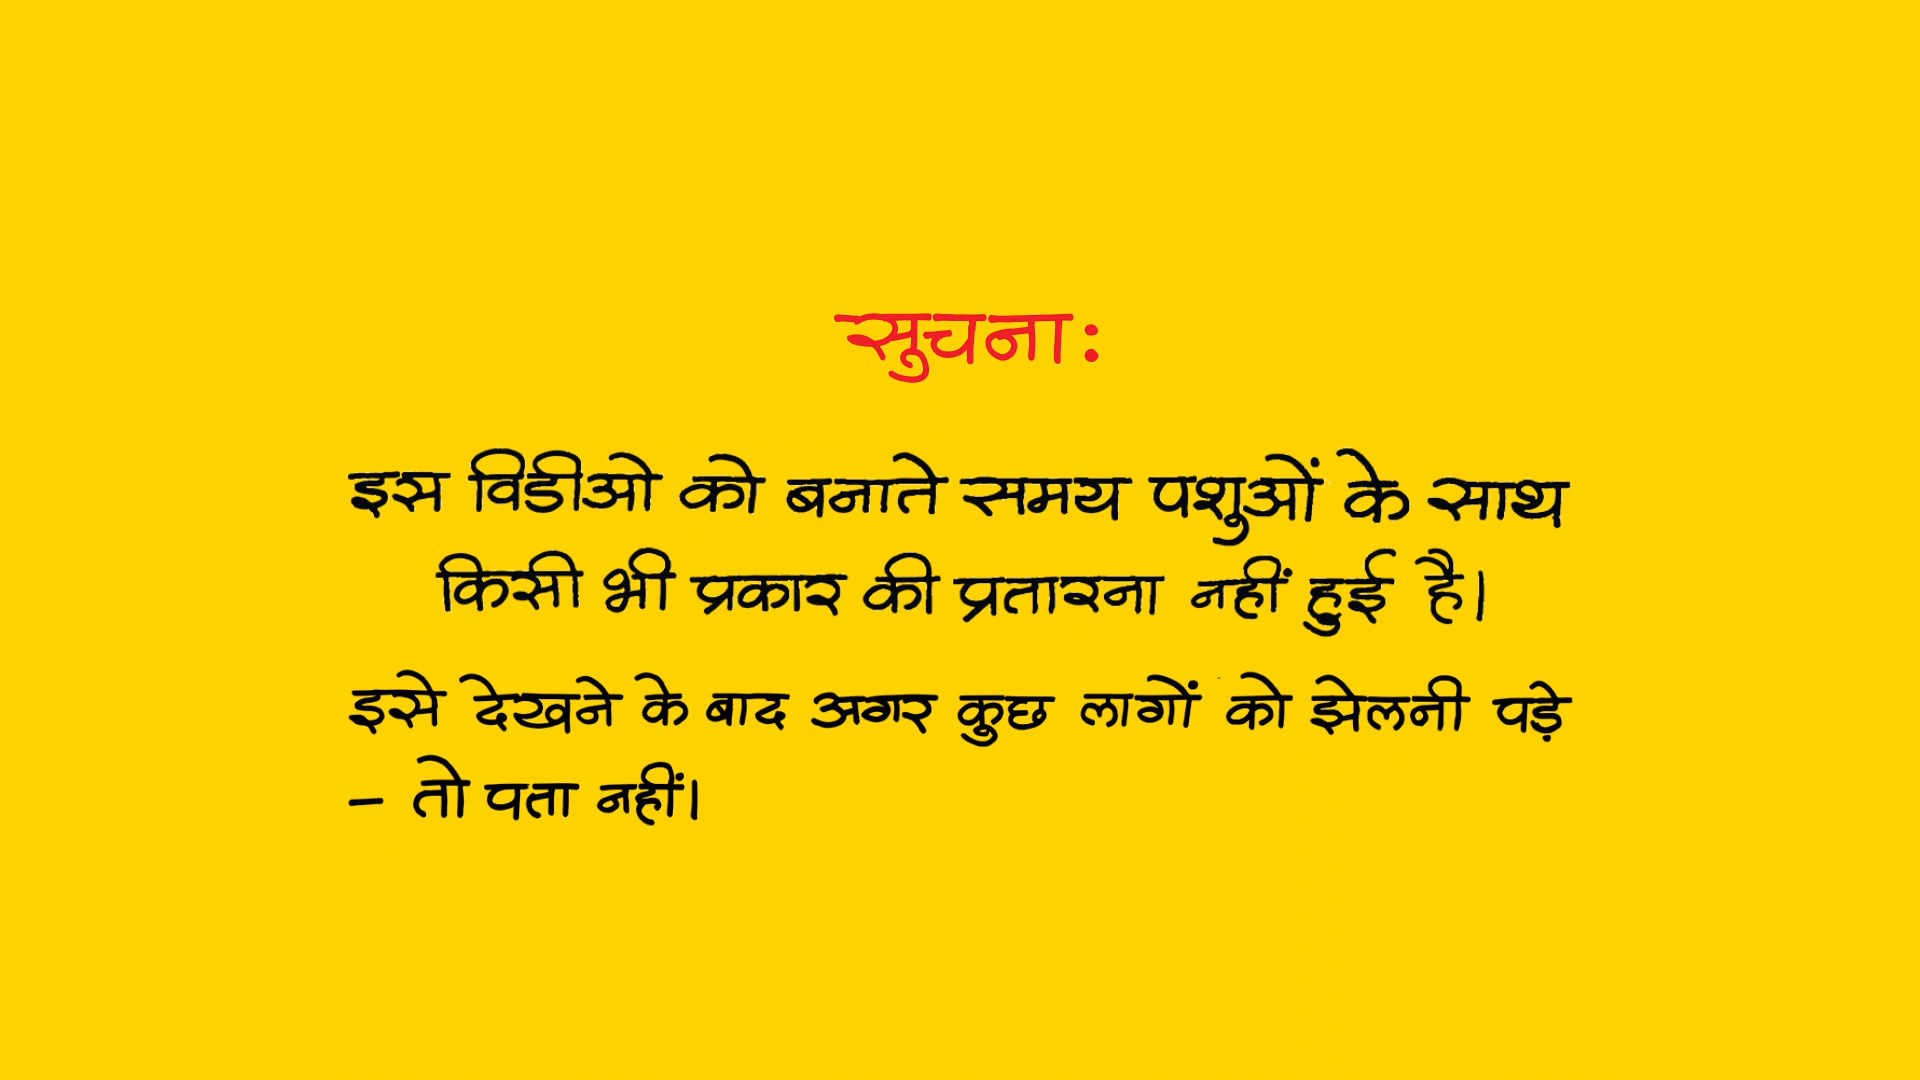 सुचनाः
इस विडीओ को बनाते समय पशुओं के साथ
किसी भी प्रकार की प्रतारना नहीं हुई है।
इसे देखने के बाद अगर कुछ लागों को झेलनी पड़े
– तो पता नहीं।